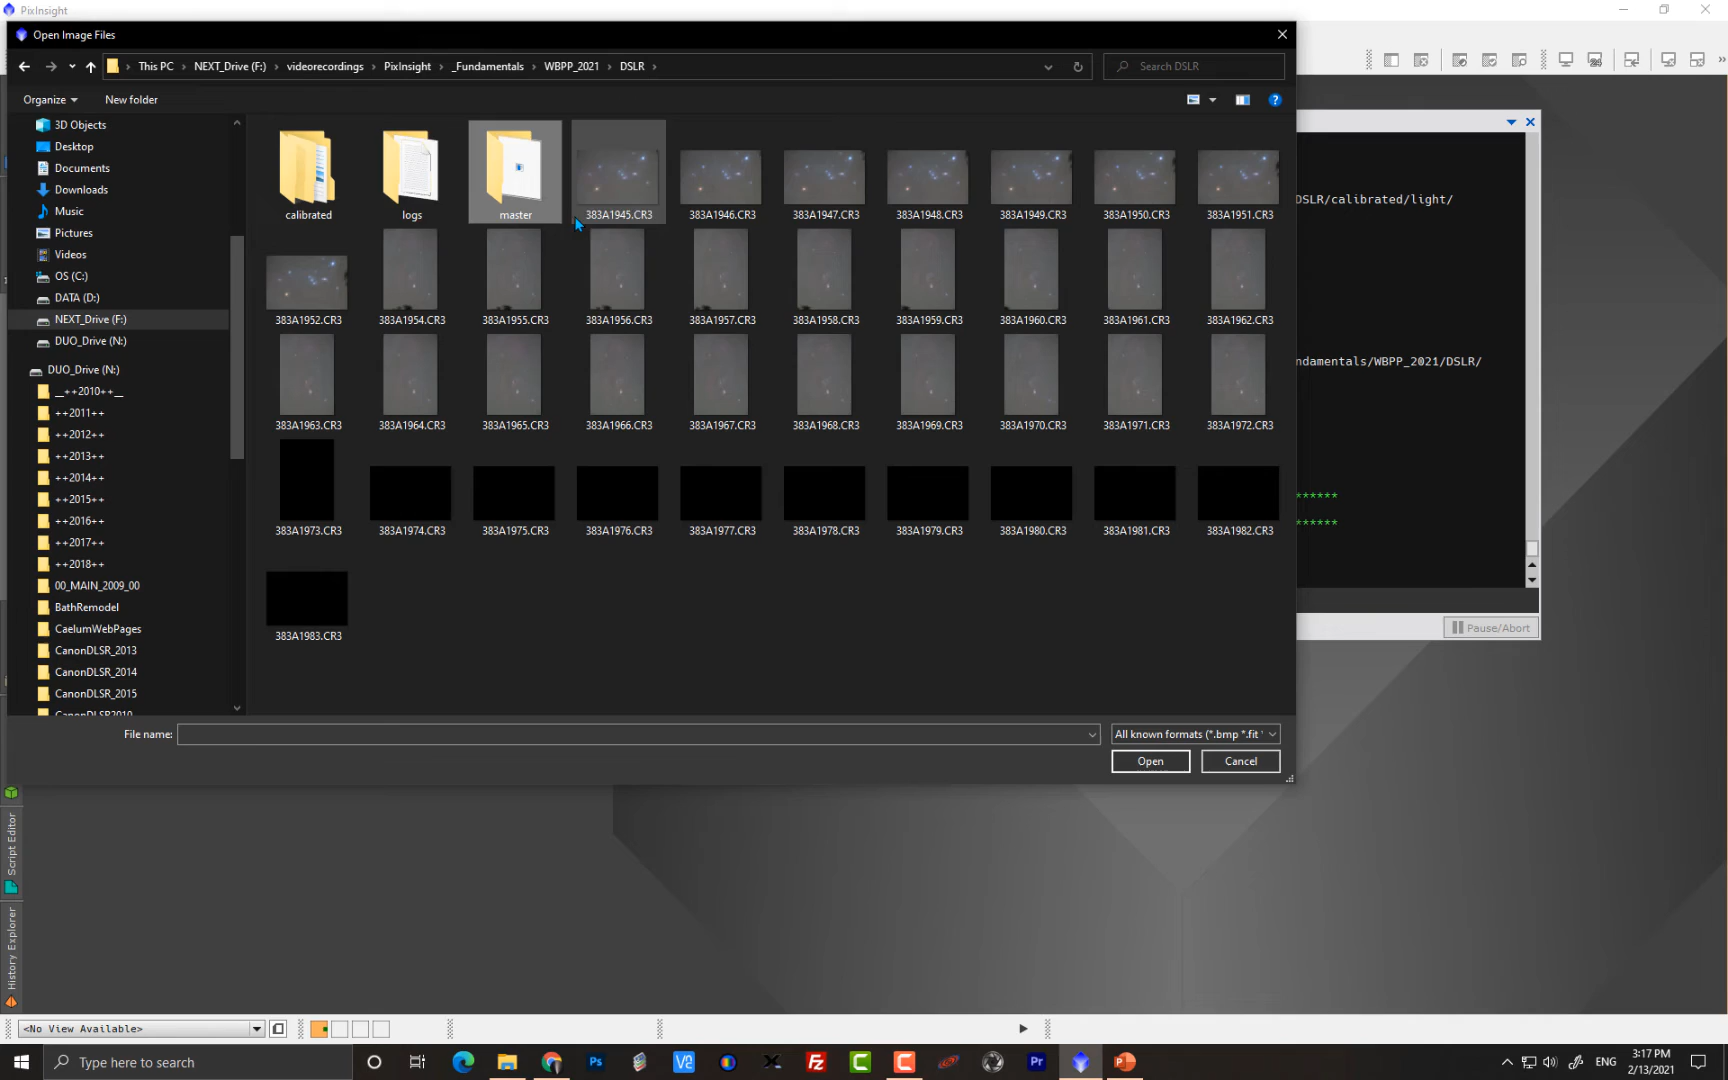 PixInsight
Open Image Files
This PC › NEXT_Drive (F:) › videorecordings › PixInsight › _Fundamentals › WBPP_2021 › DSLR ›
Search DSLR
Organize
New folder
3D Objects
Desktop
Documents
Downloads
Music
Pictures
Videos
OS (C:)
DATA (D:)
NEXT_Drive (F:)
DUO_Drive (N:)
DUO_Drive (N:)
__++2010++__
++2011++
++2012++
++2013++
++2014++
++2015++
++2016++
++2017++
++2018++
00_MAIN_2009_00
BathRemodel
CaelumWebPages
CanonDLSR_2013
CanonDLSR_2014
CanonDLSR_2015
CanonDLSR2010
calibrated logs master 383A1945.CR3 383A1946.CR3 383A1947.CR3 383A1948.CR3 383A1949.CR3 383A1950.CR3 383A1951.CR3
383A1952.CR3 383A1954.CR3 383A1955.CR3 383A1956.CR3 383A1957.CR3 383A1958.CR3 383A1959.CR3 383A1960.CR3 383A1961.CR3 383A1962.CR3
383A1963.CR3 383A1964.CR3 383A1965.CR3 383A1966.CR3 383A1967.CR3 383A1968.CR3 383A1969.CR3 383A1970.CR3 383A1971.CR3 383A1972.CR3
383A1973.CR3 383A1974.CR3 383A1975.CR3 383A1976.CR3 383A1977.CR3 383A1978.CR3 383A1979.CR3 383A1980.CR3 383A1981.CR3 383A1982.CR3
383A1983.CR3
File name:
All known formats (*.bmp *.fit
Open
Cancel
DSLR/calibrated/light/
ndamentals/WBPP_2021/DSLR/
******
******
Pause/Abort
Script Editor
History Explorer
<No View Available>
Type here to search
ENG
3:17 PM
2/13/2021